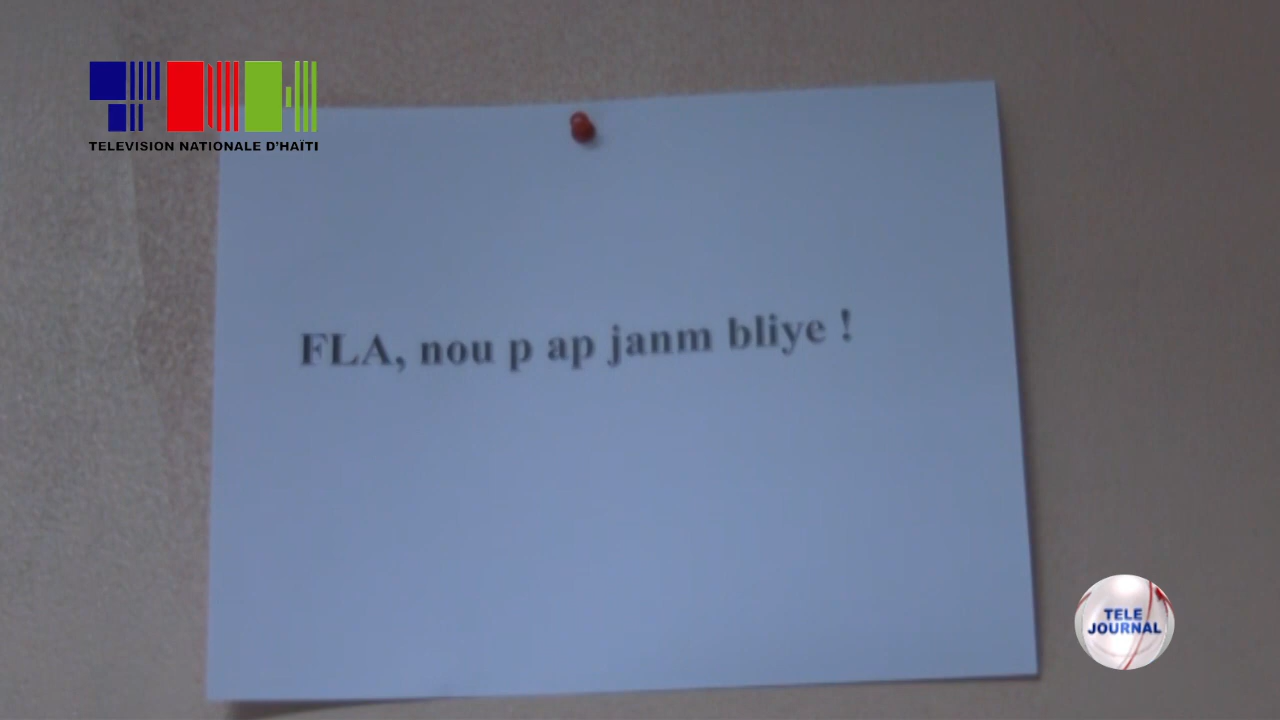 TELEVISION NATIONALE D'HAÏTI
FLA, nou p ap janm bliye !
TELE
JOURNAL